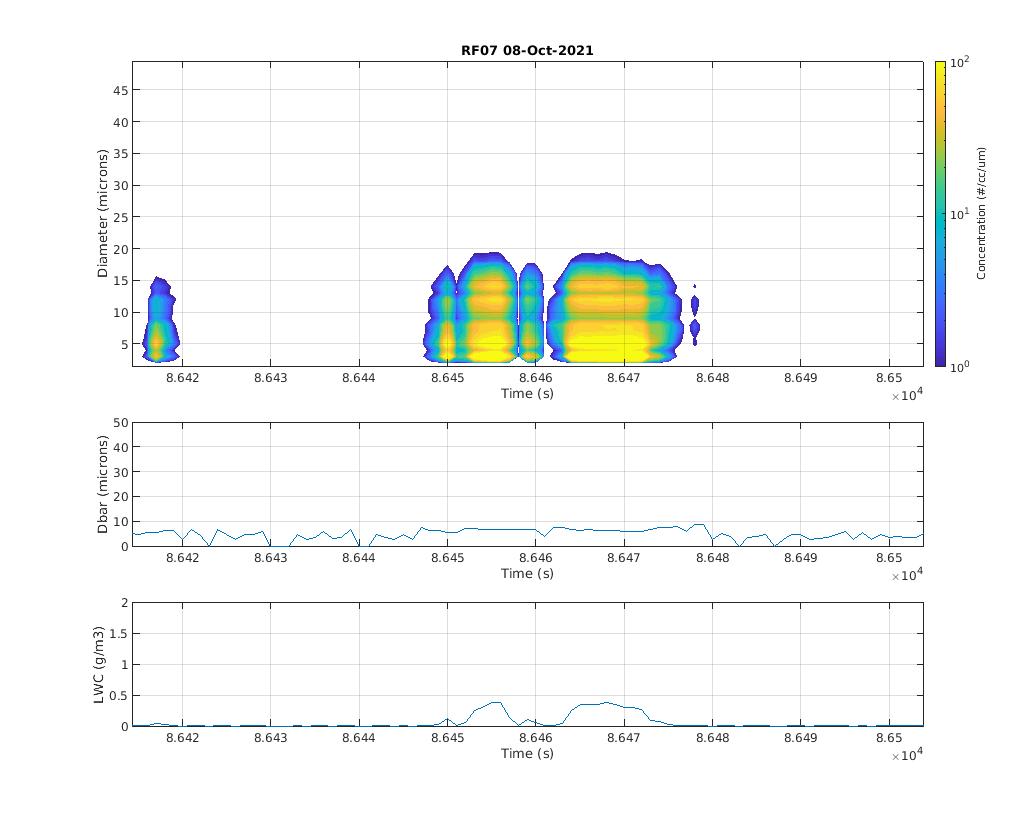 RF07 08-Oct-2021
Diameter (microns)
45
40
35
30
25
20
15
10
5
8.642 8.643 8.644 8.645 8.646 8.647 8.648 8.649 8.65
×10^4
Time (s)
10^2
10^1
10^0
Concentration (#/cc/um)
Dbar (microns)
50
40
30
20
10
0
8.642 8.643 8.644 8.645 8.646 8.647 8.648 8.649 8.65
×10^4
Time (s)
LWC (g/m3)
2
1.5
1
0.5
0
8.642 8.643 8.644 8.645 8.646 8.647 8.648 8.649 8.65
×10^4
Time (s)